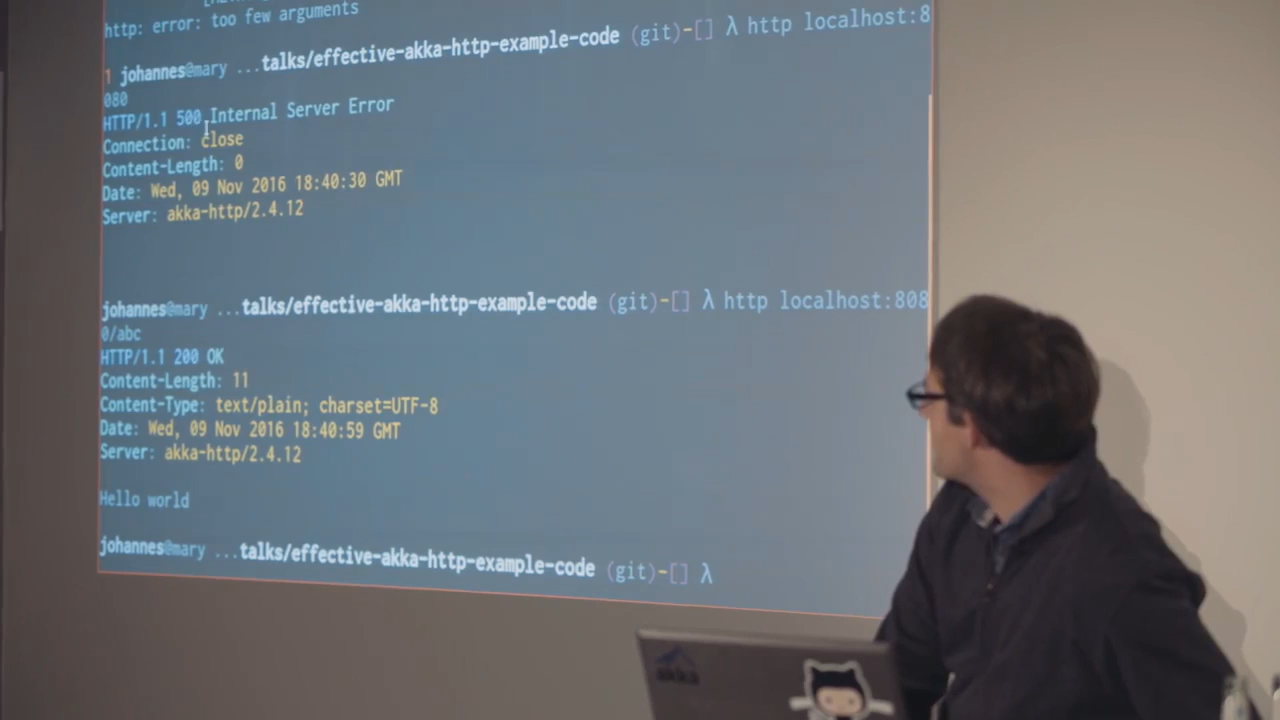 http: error: too few arguments
1 johannes@mary ...talks/effective-akka-http-example-code (git)-[] λ http localhost:8
080
HTTP/1.1 500 Internal Server Error
Connection: close
Content-Length: 0
Date: Wed, 09 Nov 2016 18:40:30 GMT
Server: akka-http/2.4.12
johannes@mary ...talks/effective-akka-http-example-code (git)-[] λ http localhost:808
0/abc
HTTP/1.1 200 OK
Content-Length: 11
Content-Type: text/plain; charset=UTF-8
Date: Wed, 09 Nov 2016 18:40:59 GMT
Server: akka-http/2.4.12
Hello world
johannes@mary ...talks/effective-akka-http-example-code (git)-[] λ
akka